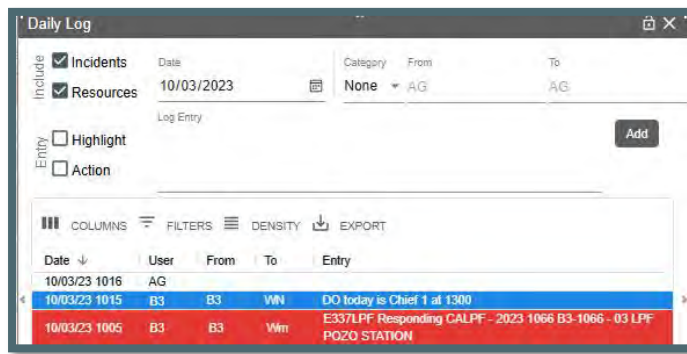 Daily Log
Include
Incidents
Resources
Date
10/03/2023
Category
None
From
AG
To
AG
Entry
Highlight
Action
Log Entry
Add
COLUMNS FILTERS DENSITY EXPORT
Date User From To Entry
10/03/23 1016 AG
10/03/23 1015 B3 B3 WN DO today is Chief 1 at 1300
10/03/23 1005 B3 B3 Wm E337LPF Responding CALPF - 2023 1066 B3-1066 - 03 LPF
POZO STATION